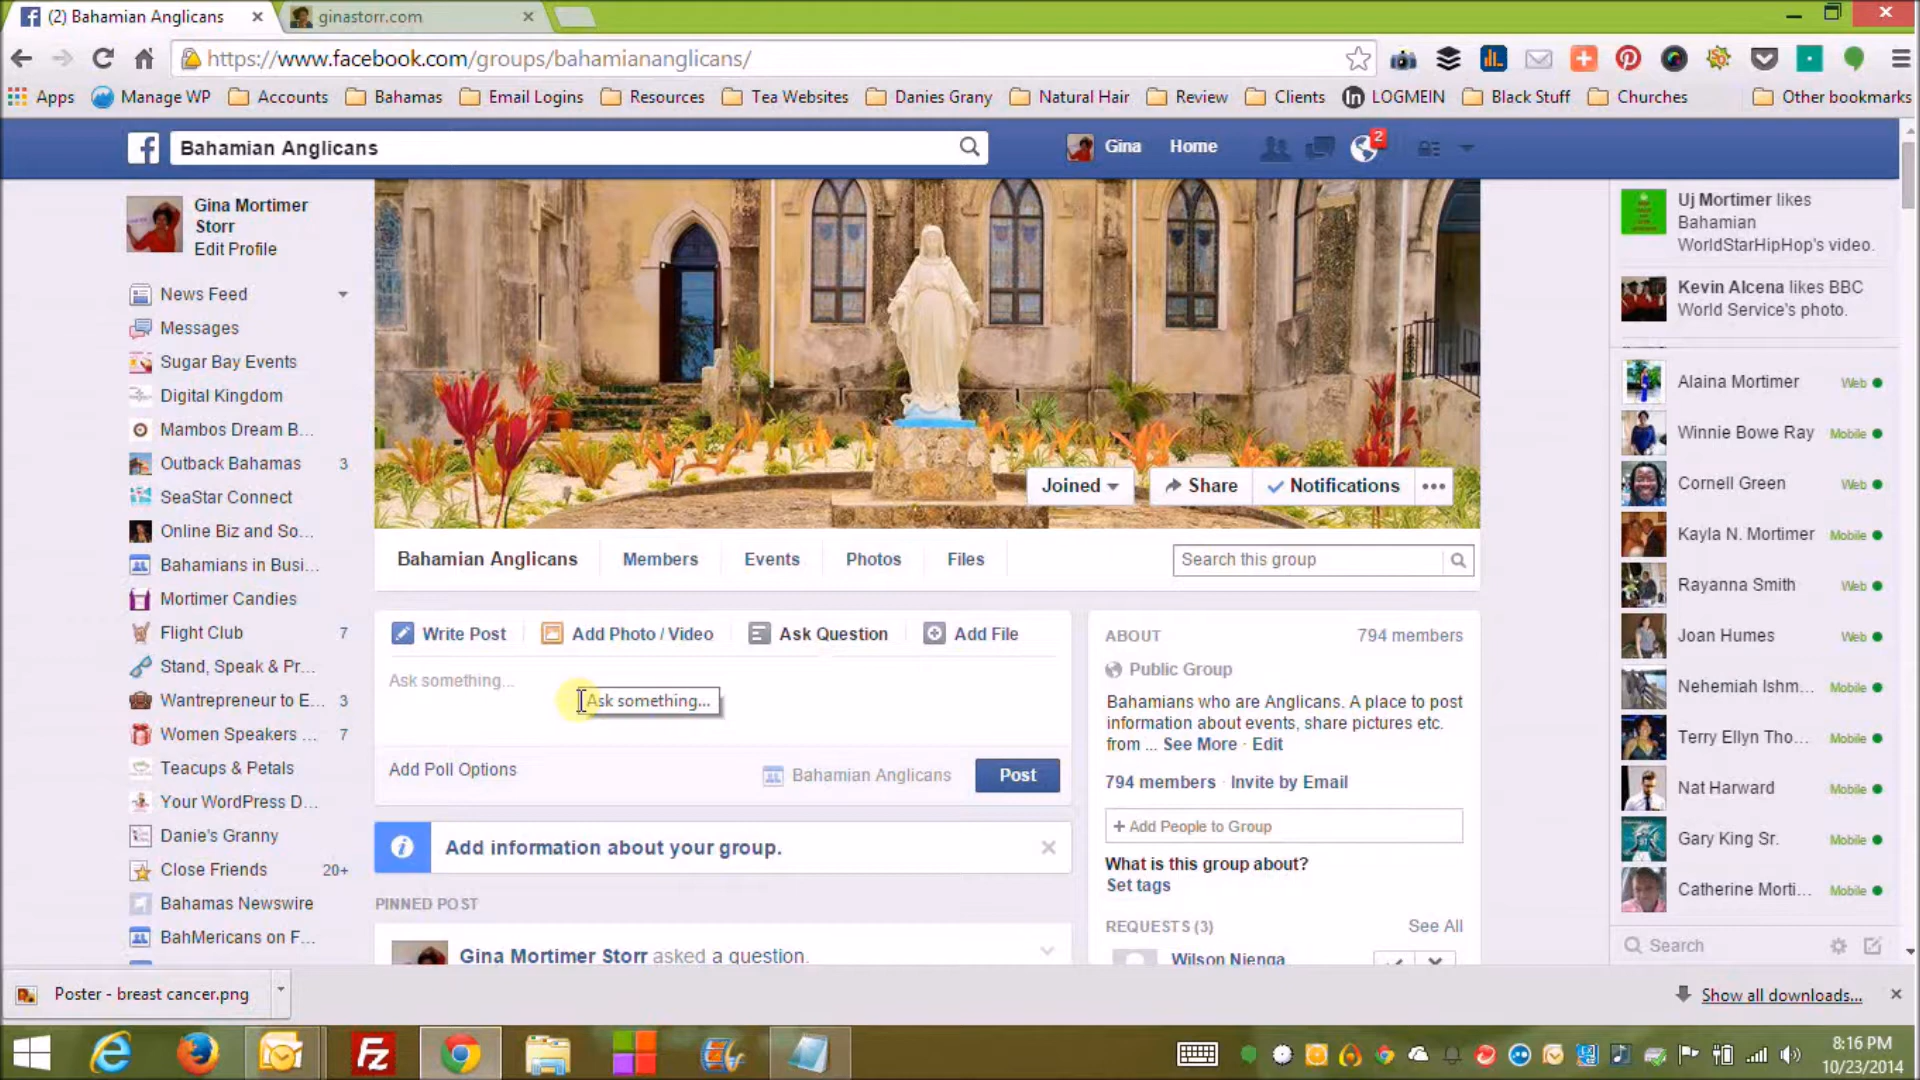 (2) Bahamian Anglicans
ginastorr.com
https://www.facebook.com/groups/bahamiananglicans/
Apps
Manage WP
Accounts
Bahamas
Email Logins
Resources
Tea Websites
Danies Grany
Natural Hair
Review
Clients
LOGMEIN
Black Stuff
Churches
Other bookmarks
Bahamian Anglicans
Gina
Home
2
Gina Mortimer
Storr
Edit Profile
News Feed
Messages
Sugar Bay Events
Digital Kingdom
Mambos Dream B...
Outback Bahamas 3
SeaStar Connect
Online Biz and So...
Bahamians in Busi...
Mortimer Candies
Flight Club 7
Stand, Speak & Pr...
Wantrepreneur to E... 3
Women Speakers ... 7
Teacups & Petals
Your WordPress D...
Danie's Granny
Close Friends 20+
Bahamas Newswire
BahMericans on F...
Joined
Share
Notifications
Bahamian Anglicans
Members
Events
Photos
Files
Search this group
Write Post
Add Photo / Video
Ask Question
Add File
Ask something...
Ask something...
Add Poll Options
Bahamian Anglicans
Post
Add information about your group.
PINNED POST
Gina Mortimer Storr asked a question.
ABOUT 794 members
Public Group
Bahamians who are Anglicans. A place to post
information about events, share pictures etc.
from ... See More · Edit
794 members · Invite by Email
+ Add People to Group
What is this group about?
Set tags
REQUESTS (3) See All
Wilson Njenga
Uj Mortimer likes
Bahamian
WorldStarHipHop's video.
Kevin Alcena likes BBC
World Service's photo.
Alaina Mortimer Web
Winnie Bowe Ray Mobile
Cornell Green Web
Kayla N. Mortimer Mobile
Rayanna Smith Web
Joan Humes Web
Nehemiah Ishm... Mobile
Terry Ellyn Tho... Mobile
Nat Harward Mobile
Gary King Sr. Mobile
Catherine Morti... Mobile
Search
Poster - breast cancer.png
Show all downloads...
8:16 PM
10/23/2014